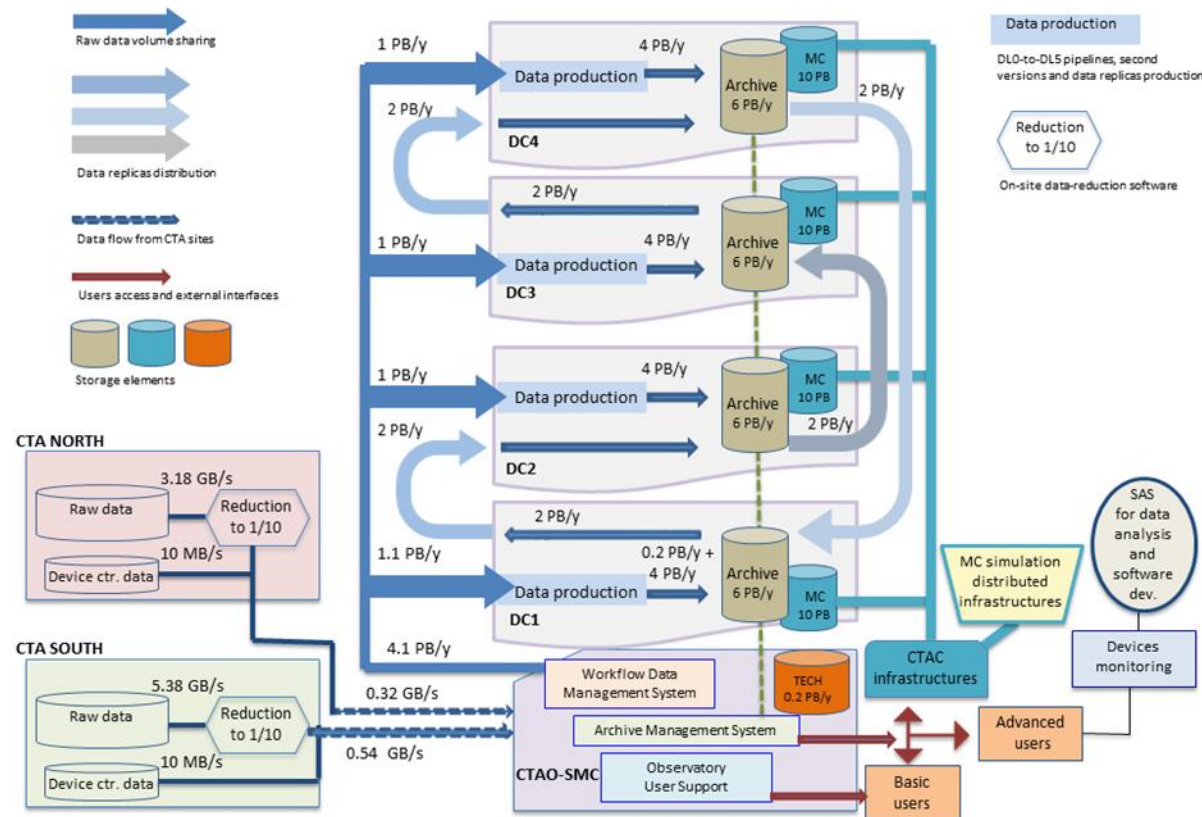 Raw data volume sharing
Data replicas distribution
Data flow from CTA sites
Users access and external interfaces
Storage elements
Data production
DL0-to-DL5 pipelines, second
versions and data replicas production
Reduction
to 1/10
On-site data-reduction software
1 PB/y
Data production
4 PB/y
Archive
6 PB/y
MC
10 PB
2 PB/y
2 PB/y
DC4
2 PB/y
1 PB/y
Data production
4 PB/y
Archive
6 PB/y
MC
10 PB
DC3
1 PB/y
Data production
4 PB/y
Archive
6 PB/y
MC
10 PB
2 PB/y
2 PB/y
DC2
2 PB/y
1.1 PB/y
Data production
0.2 PB/y +
4 PB/y
Archive
6 PB/y
MC
10 PB
DC1
4.1 PB/y
CTA NORTH
3.18 GB/s
Raw data
Reduction
to 1/10
10 MB/s
Device ctr. data
CTA SOUTH
5.38 GB/s
Raw data
Reduction
to 1/10
10 MB/s
Device ctr. data
0.32 GB/s
0.54 GB/s
Workflow Data
Management System
TECH
0.2 PB/y
Archive Management System
CTAO-SMC
Observatory
User Support
CTAC
infrastructures
MC simulation
distributed
infrastructures
SAS
for data
analysis
and
software
dev.
Devices
monitoring
Advanced
users
Basic
users